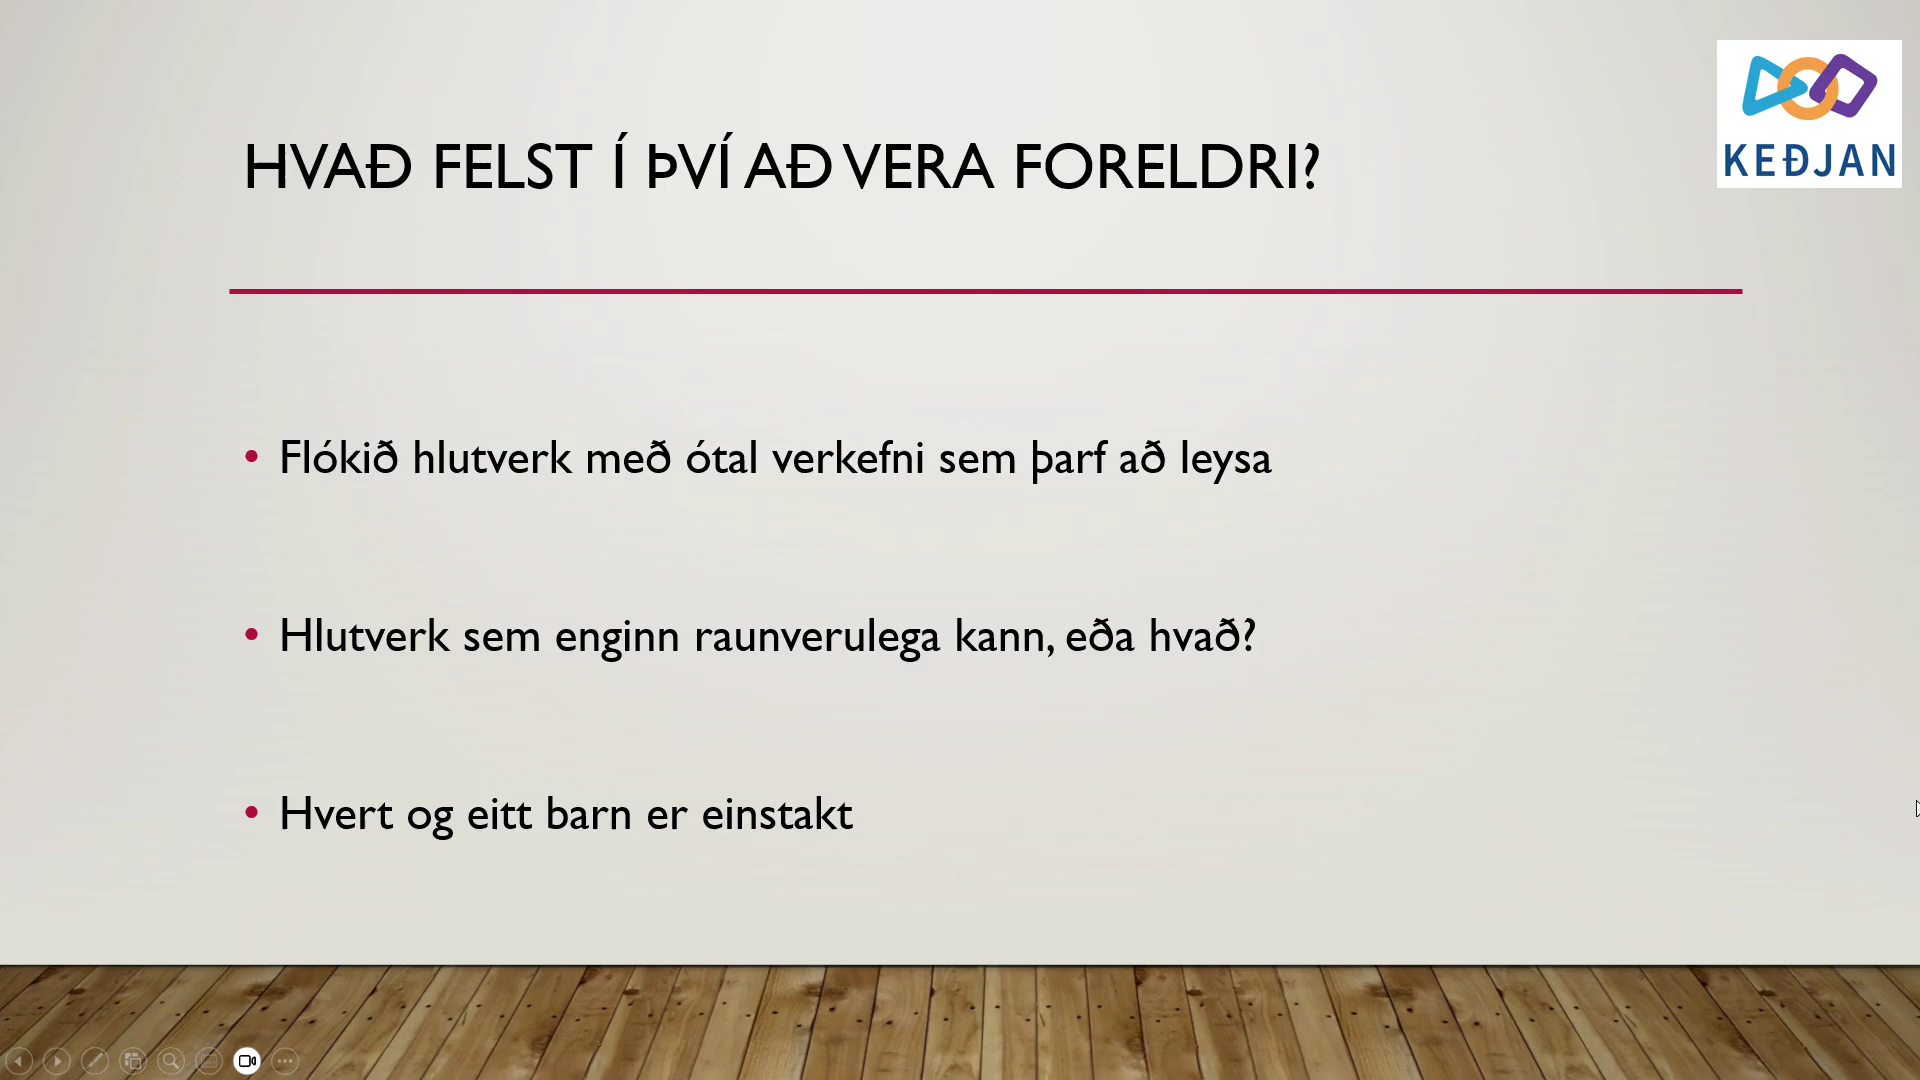 HVAÐ FELST Í ÞVÍ AÐ VERA FORELDRI?
KEÐJAN
• Flókið hlutverk með ótal verkefni sem þarf að leysa
• Hlutverk sem enginn raunverulega kann, eða hvað?
• Hvert og eitt barn er einstakt